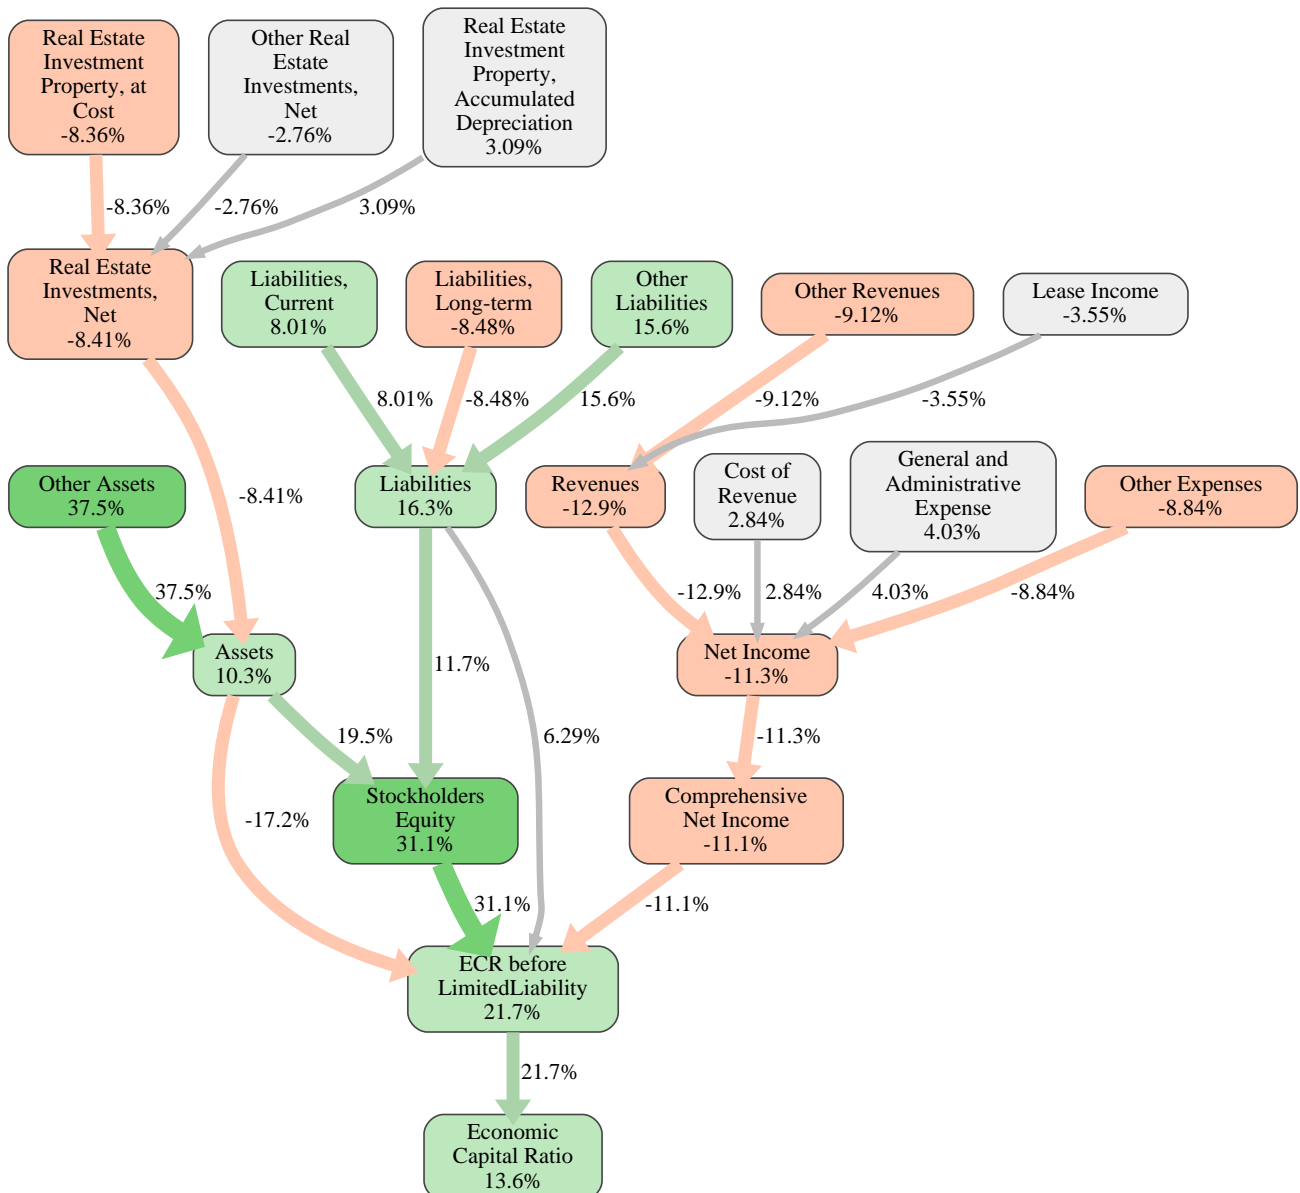 Real Estate
Investment
Property, at
Cost
-8.36%
Other Real
Estate
Investments,
Net
-2.76%
Real Estate
Investment
Property,
Accumulated
Depreciation
3.09%
-8.36%
-2.76%
3.09%
Real Estate
Investments,
Net
-8.41%
Liabilities,
Current
8.01%
Liabilities,
Long-term
-8.48%
Other
Liabilities
15.6%
Other Revenues
-9.12%
Lease Income
-3.55%
8.01%
-8.48%
15.6%
-9.12%
-3.55%
Other Assets
37.5%
-8.41%
Liabilities
16.3%
Revenues
-12.9%
Cost of
Revenue
2.84%
General and
Administrative
Expense
4.03%
Other Expenses
-8.84%
37.5%
-12.9%
2.84%
4.03%
-8.84%
Assets
10.3%
11.7%
Net Income
-11.3%
19.5%
6.29%
-11.3%
-17.2%
Stockholders
Equity
31.1%
Comprehensive
Net Income
-11.1%
31.1%
-11.1%
ECR before
LimitedLiability
21.7%
21.7%
Economic
Capital Ratio
13.6%